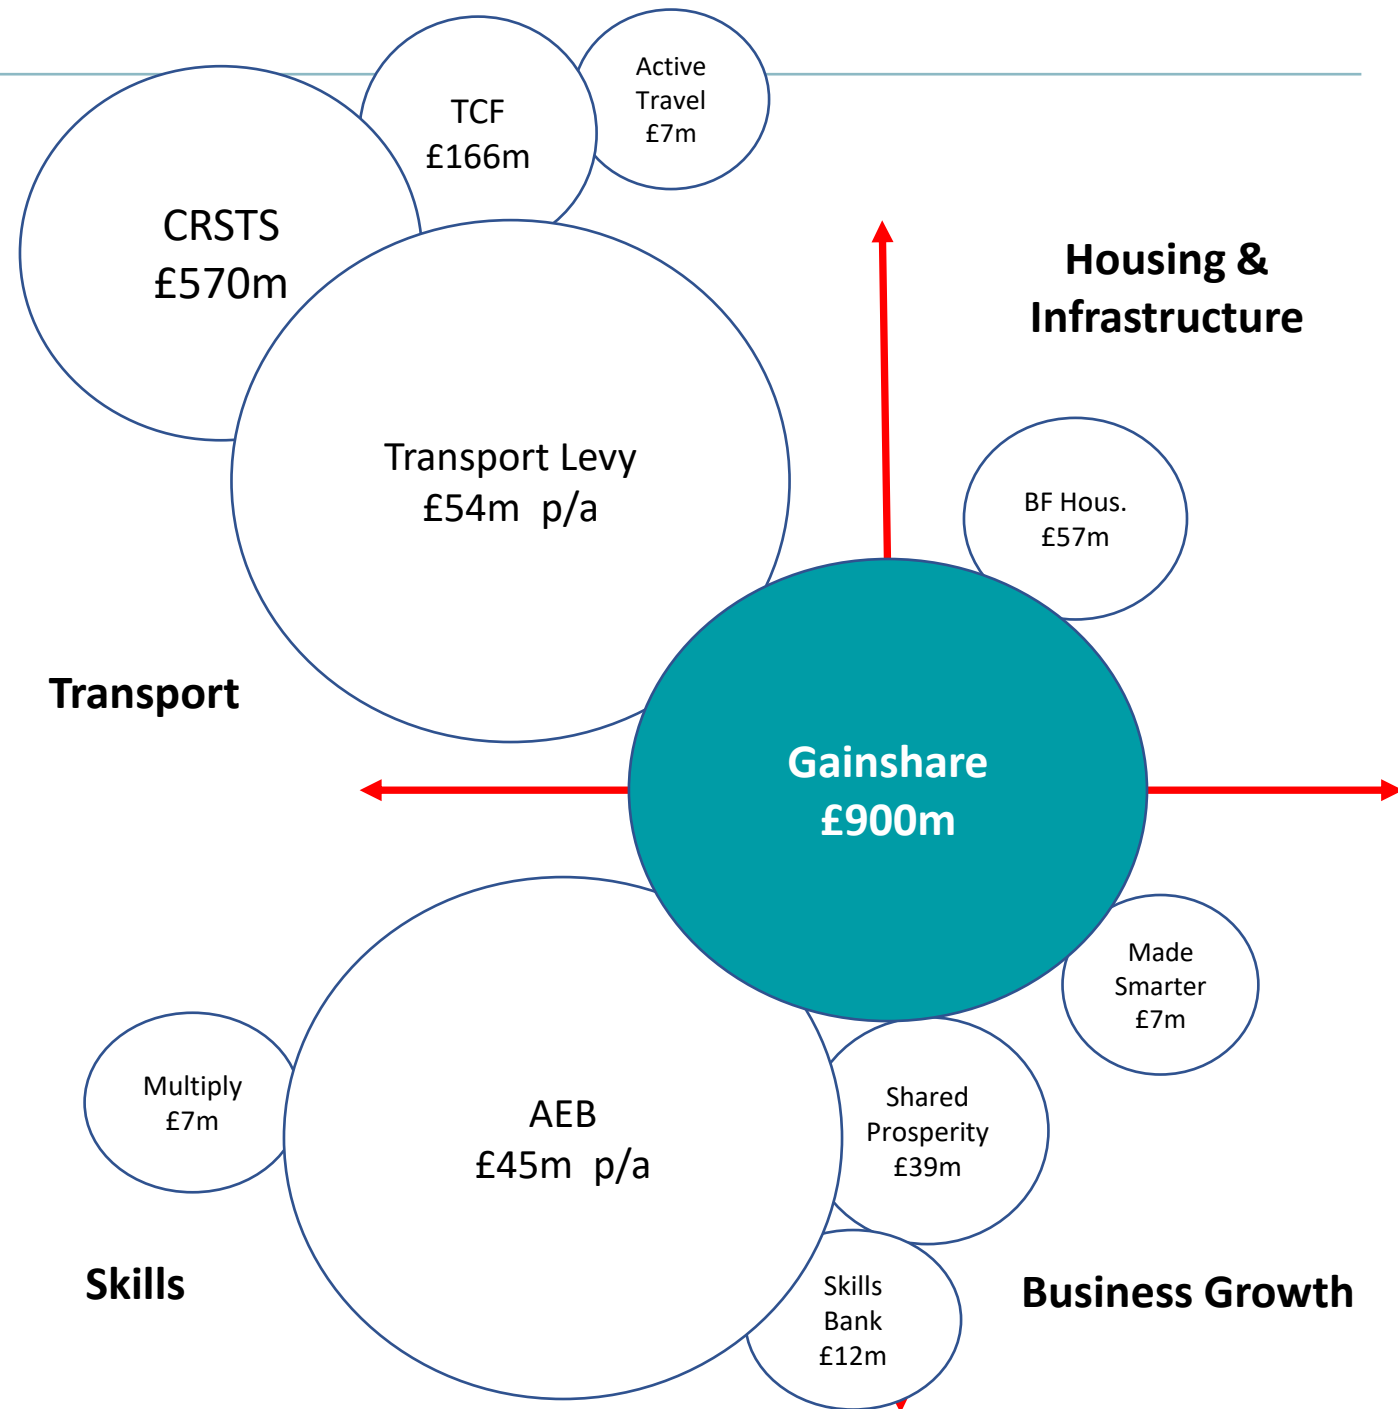 Active
Travel
£7m
TCF
£166m
CRSTS
£570m
Housing &
Infrastructure
Transport Levy
£54m  p/a
BF Hous.
£57m
Transport
Gainshare
£900m
Made
Smarter
£7m
Multiply
£7m
AEB
£45m  p/a
Shared
Prosperity
£39m
Skills
Skills
Bank
£12m
Business Growth